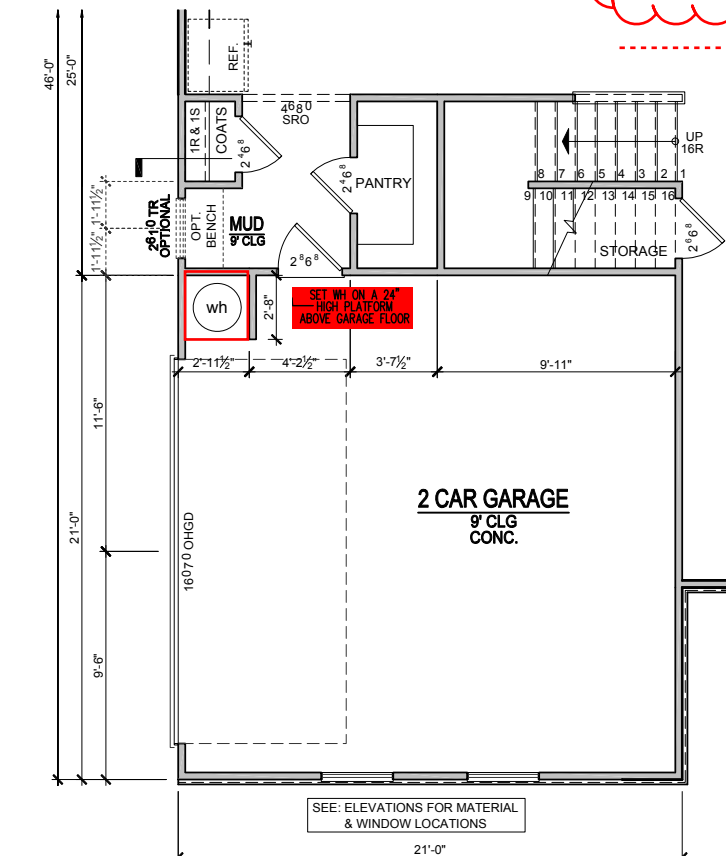 46'-0"
25'-0"
REF.
4⁶8⁰
SRO
1R & 1S
COATS
2⁴6⁸
2⁴6⁸
PANTRY
UP
16R
8 7 6 5 4 3 2 1
9 10 11 12 13 14 15 16
2⁶6⁸
STORAGE
1'-11½"
1'-11½"
2⁶1⁰ TR
OPTIONAL
OPT.
BENCH
MUD
9' CLG
2⁸6⁸
wh
2'-8"
SET WH ON A 24"
HIGH PLATFORM
ABOVE GARAGE FLOOR
2'-11½"
4'-2½"
3'-7½"
9'-11"
11'-6"
21'-0"
16⁰7⁰ OHGD
2 CAR GARAGE
9' CLG
CONC.
9'-6"
SEE: ELEVATIONS FOR MATERIAL
& WINDOW LOCATIONS
21'-0"